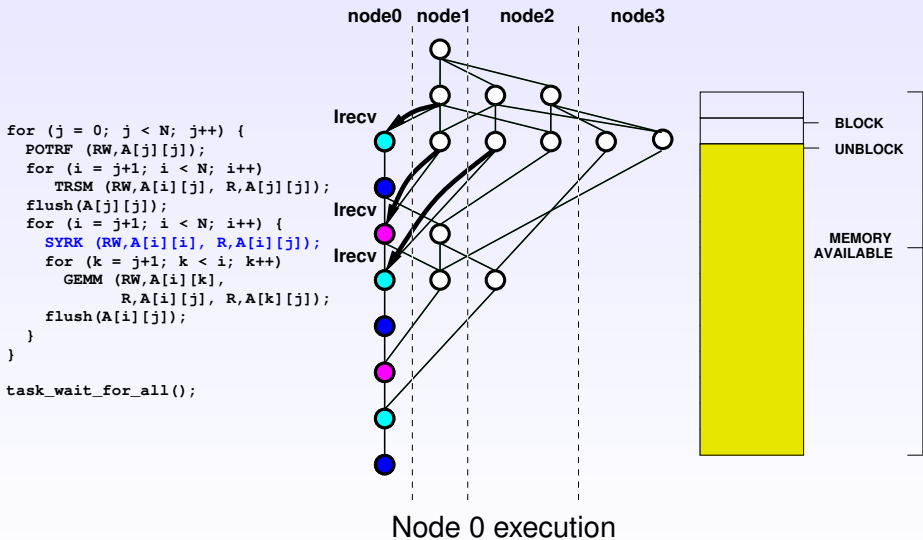 node0 node1 node2 node3
for (j = 0; j < N; j++) {
  POTRF (RW,A[j][j]);
  for (i = j+1; i < N; i++)
    TRSM (RW,A[i][j], R,A[j][j]);
  flush(A[j][j]);
  for (i = j+1; i < N; i++) {
    SYRK (RW,A[i][i], R,A[i][j]);
    for (k = j+1; k < i; k++)
      GEMM (RW,A[i][k],
            R,A[i][j], R,A[k][j]);
    flush(A[i][j]);
  }
}
task_wait_for_all();
Irecv
Irecv
Irecv
BLOCK
UNBLOCK
MEMORY
AVAILABLE
Node 0 execution